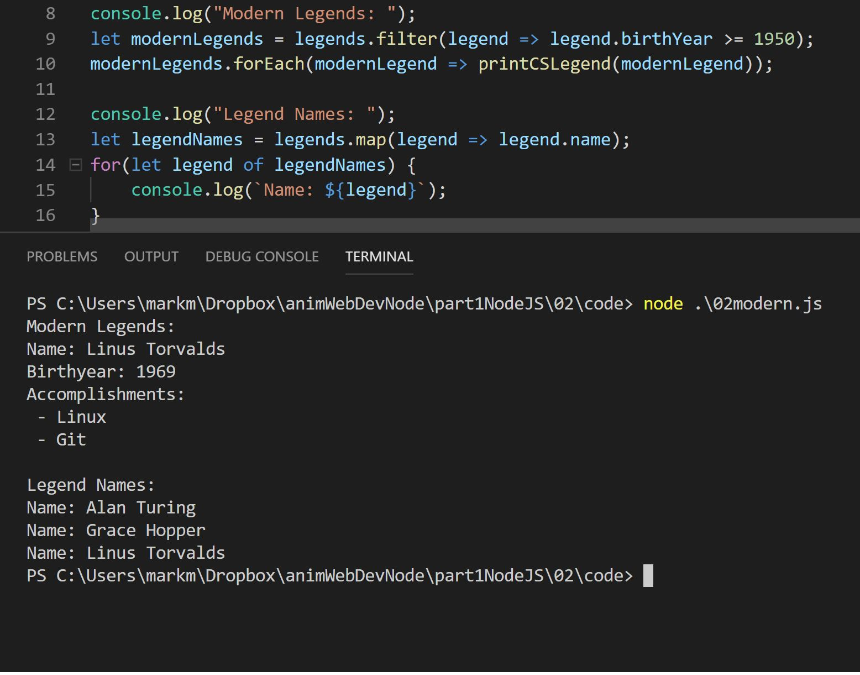 8 console.log("Modern Legends: ");
9 let modernLegends = legends.filter(legend => legend.birthYear >= 1950);
10 modernLegends.forEach(modernLegend => printCSLegend(modernLegend));
11
12 console.log("Legend Names: ");
13 let legendNames = legends.map(legend => legend.name);
14 for(let legend of legendNames) {
15     console.log(`Name: ${legend}`);
16 }
PROBLEMS OUTPUT DEBUG CONSOLE TERMINAL
PS C:\Users\markm\Dropbox\animWebDevNode\part1NodeJS\02\code> node .\02modern.js
Modern Legends:
Name: Linus Torvalds
Birthyear: 1969
Accomplishments:
 - Linux
 - Git
Legend Names:
Name: Alan Turing
Name: Grace Hopper
Name: Linus Torvalds
PS C:\Users\markm\Dropbox\animWebDevNode\part1NodeJS\02\code>